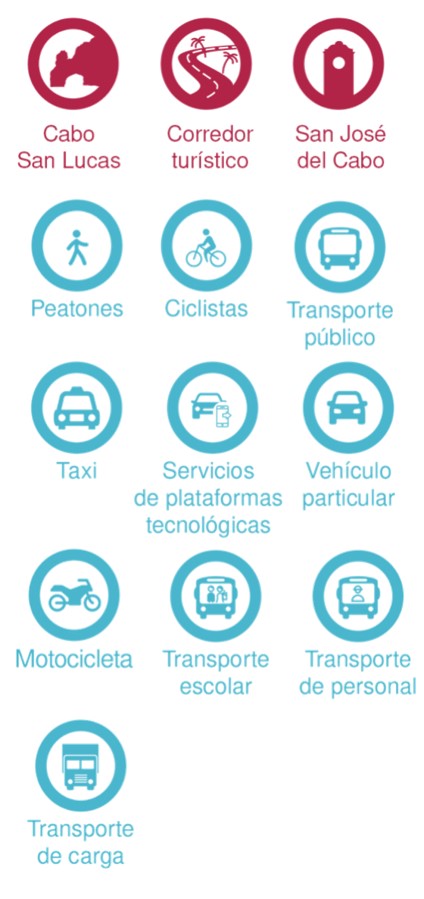 Cabo
San Lucas
Corredor
turístico
San José
del Cabo
Peatones
Ciclistas
Transporte
público
Taxi
Servicios
de plataformas
tecnológicas
Vehículo
particular
Motocicleta
Transporte
escolar
Transporte
de personal
Transporte
de carga